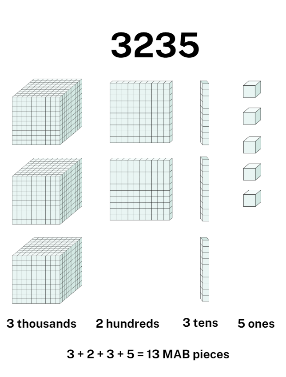 3235
3 thousands 2 hundreds 3 tens 5 ones
3 + 2 + 3 + 5 = 13 MAB pieces